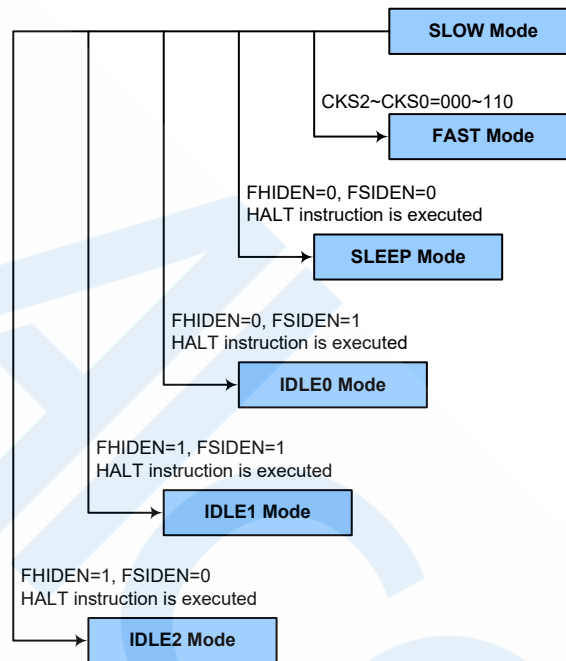 SLOW Mode
CKS2~CKS0=000~110
FAST Mode
FHIDEN=0, FSIDEN=0
HALT instruction is executed
SLEEP Mode
FHIDEN=0, FSIDEN=1
HALT instruction is executed
IDLE0 Mode
FHIDEN=1, FSIDEN=1
HALT instruction is executed
IDLE1 Mode
FHIDEN=1, FSIDEN=0
HALT instruction is executed
IDLE2 Mode